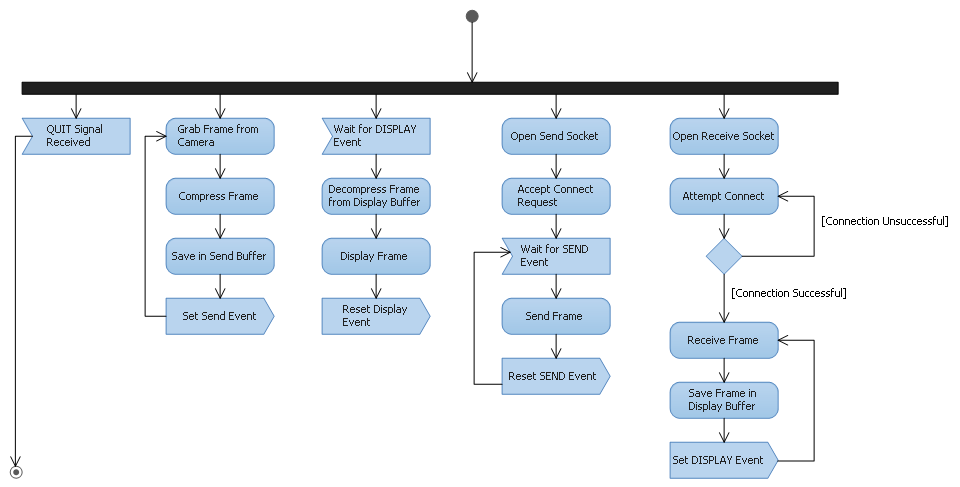 QUIT Signal
Received
Grab Frame from
Camera
Compress Frame
Save in Send Buffer
Set Send Event
Wait for DISPLAY
Event
Decompress Frame
from Display Buffer
Display Frame
Reset Display
Event
Open Send Socket
Accept Connect
Request
Wait for SEND
Event
Send Frame
Reset SEND Event
Open Receive Socket
Attempt Connect
[Connection Unsuccessful]
[Connection Successful]
Receive Frame
Save Frame in
Display Buffer
Set DISPLAY Event